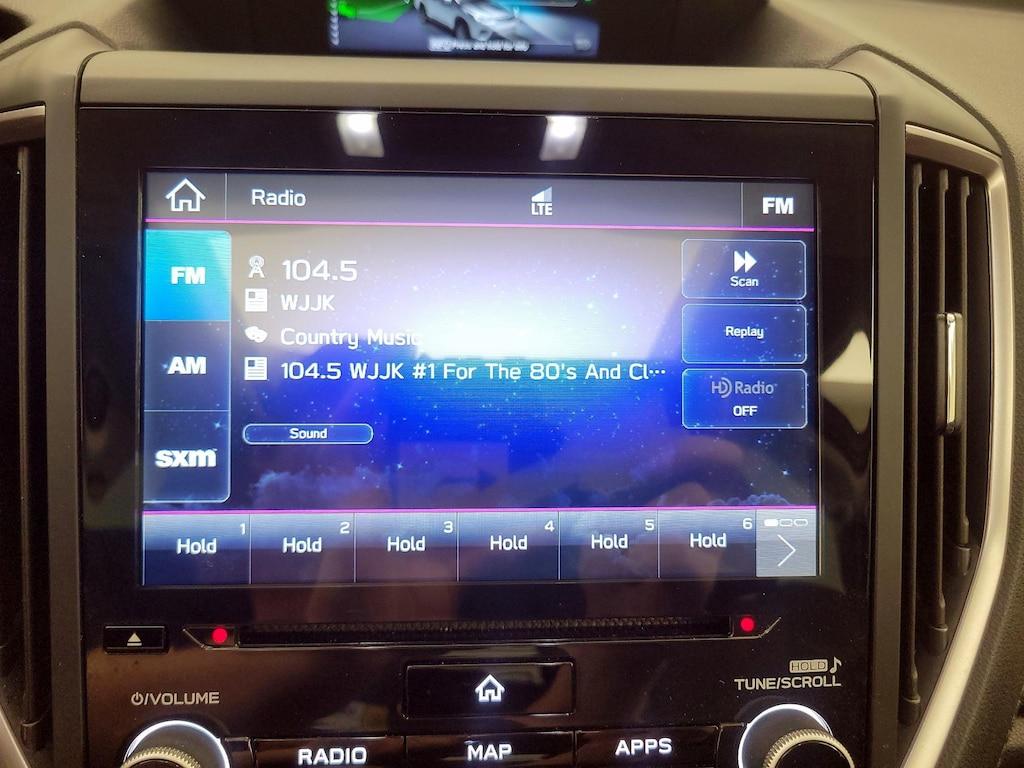 Radio
LTE
FM
FM
104.5
Scan
WJJK
Replay
Country Music
AM
104.5 WJJK #1 For The 80's And Cl…
HD Radio
OFF
Sound
sxm
1 2 3 4 5 6
Hold Hold Hold Hold Hold Hold
HOLD
VOLUME
TUNE/SCROLL
RADIO MAP APPS